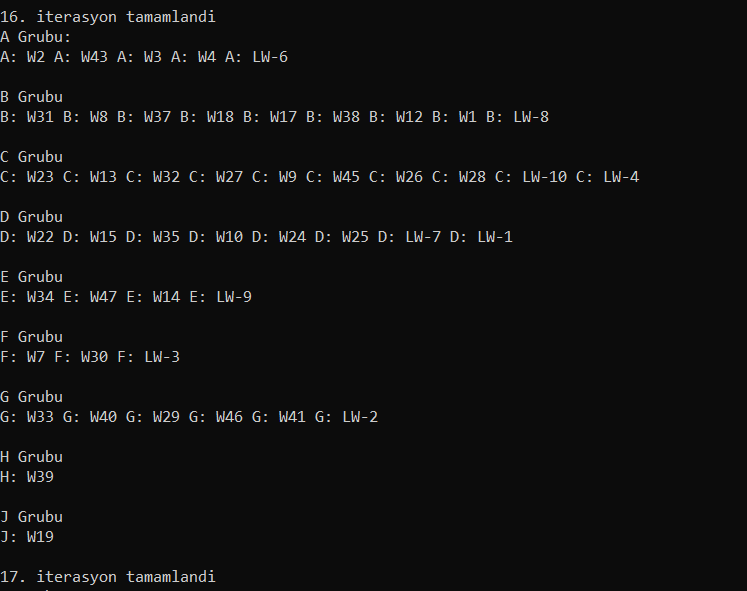 16. iterasyon tamamlandi
A Grubu:
A: W2 A: W43 A: W3 A: W4 A: LW-6
B Grubu
B: W31 B: W8 B: W37 B: W18 B: W17 B: W38 B: W12 B: W1 B: LW-8
C Grubu
C: W23 C: W13 C: W32 C: W27 C: W9 C: W45 C: W26 C: W28 C: LW-10 C: LW-4
D Grubu
D: W22 D: W15 D: W35 D: W10 D: W24 D: W25 D: LW-7 D: LW-1
E Grubu
E: W34 E: W47 E: W14 E: LW-9
F Grubu
F: W7 F: W30 F: LW-3
G Grubu
G: W33 G: W40 G: W29 G: W46 G: W41 G: LW-2
H Grubu
H: W39
J Grubu
J: W19
17. iterasyon tamamlandi